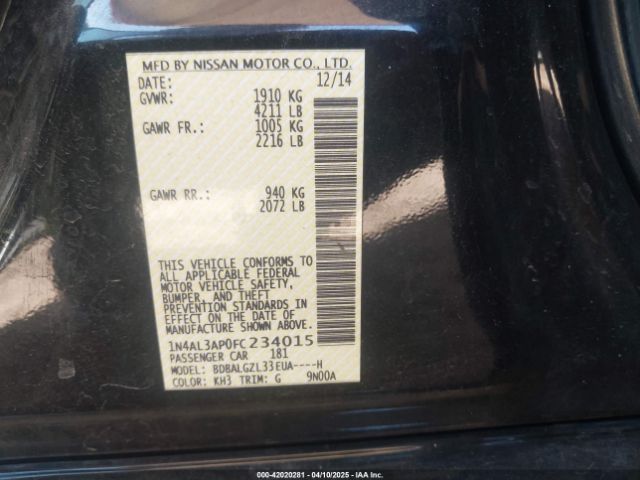 MFD BY NISSAN MOTOR CO., LTD.
DATE: 12/14
GVWR: 1910 KG
4211 LB
GAWR FR.: 1005 KG
2216 LB
GAWR RR.: 940 KG
2072 LB
THIS VEHICLE CONFORMS TO
ALL APPLICABLE FEDERAL
MOTOR VEHICLE SAFETY,
BUMPER, AND THEFT
PREVENTION STANDARDS IN
EFFECT ON THE DATE OF
MANUFACTURE SHOWN ABOVE.
1N4AL3AP0FC234015
PASSENGER CAR 181
MODEL: BDBALGZL33EUA----H
COLOR: KH3 TRIM: G 9N00A
000-42020281 - 04/10/2025 - IAAI, Inc.